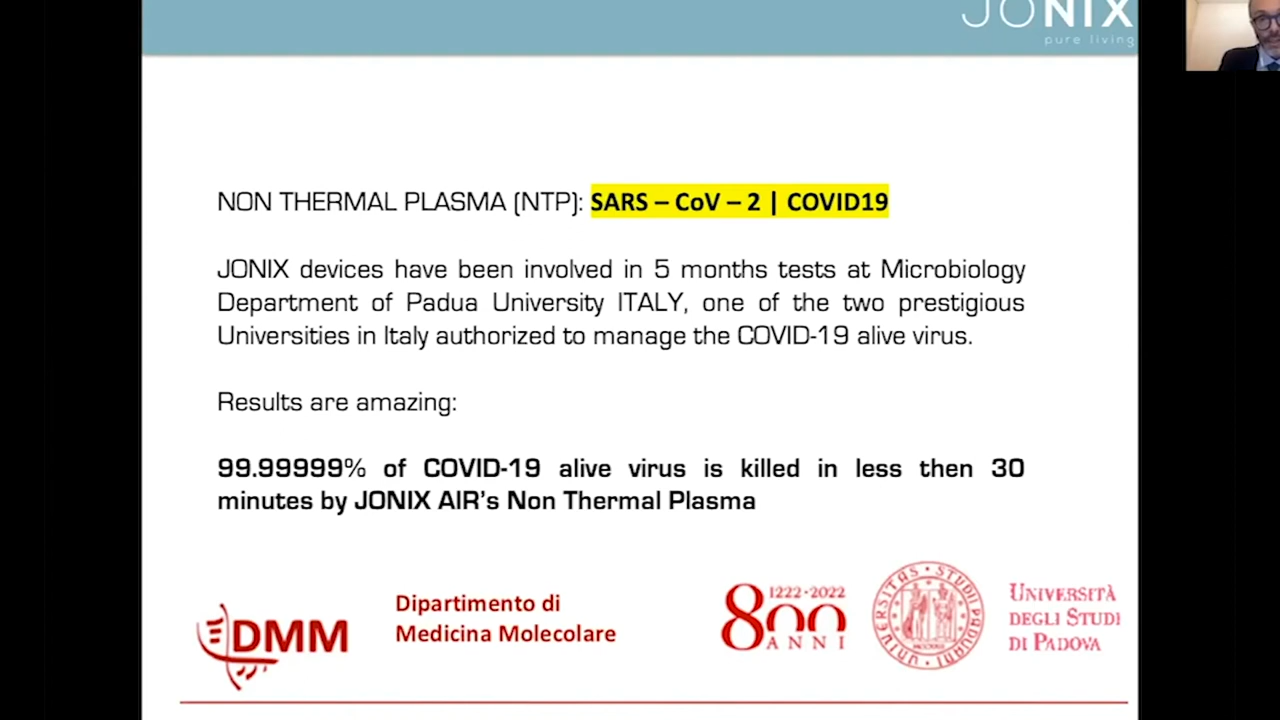 JONIX
pure living
NON THERMAL PLASMA (NTP): SARS – CoV – 2 | COVID19
JONIX devices have been involved in 5 months tests at Microbiology
Department of Padua University ITALY, one of the two prestigious
Universities in Italy authorized to manage the COVID-19 alive virus.
Results are amazing:
99.99999% of COVID-19 alive virus is killed in less then 30
minutes by JONIX AIR’s Non Thermal Plasma
DMM
Dipartimento di
Medicina Molecolare
1222-2022
800
ANNI
UNIVERSITÀ
DEGLI STUDI
DI PADOVA